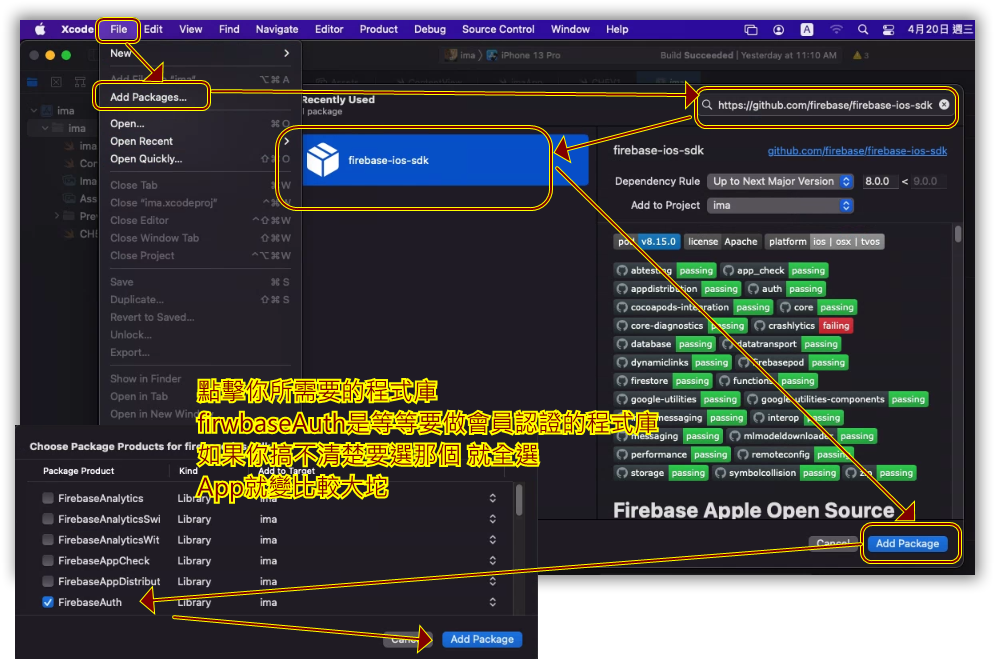 Xcode File Edit View Find Navigate Editor Product Debug Source Control Window Help A 4月20日 週三
ima iPhone 13 Pro Build Succeeded | Yesterday at 11:10 AM 3
New
Add Packages...
Open...
Open Recent
Open Quickly...
Close Tab
Close "ima.xcodeproj"
Close Editor
Close Window Tab
Close Project
Save
Duplicate...
Revert to Saved...
Unlock...
Export...
Show in Finder
Open in Tab
Open in New
ima
ima
Recently Used
1 package
firebase-ios-sdk
https://github.com/firebase/firebase-ios-sdk
firebase-ios-sdk github.com/firebase/firebase-ios-sdk
Dependency Rule Up to Next Major Version 8.0.0 < 9.0.0
Add to Project ima
pod v8.15.0 license Apache platform ios | osx | tvos
abtesting passing app_check passing
appdistribution passing auth passing
cocoapods-integration passing core passing
core-diagnostics passing crashlytics failing
database passing datatransport passing
dynamiclinks passing firebasepod passing
firestore passing functions passing
google-utilities passing google-utilities-components passing
messaging passing interop passing
messaging passing mlmodeldownloader passing
performance passing remoteconfig passing
storage passing symbolcollision passing zip passing
Firebase Apple Open Source
Cancel Add Package
點擊你所需要的程式庫
firwbaseAuth是等等要做會員認證的程式庫
如果你搞不清楚要選那個 就全選
App就變比較大坨
Choose Package Products for
Package Product Kind Add to Target
FirebaseAnalytics Library ima
FirebaseAnalyticsSwi Library ima
FirebaseAnalyticsWit Library ima
FirebaseAppCheck Library ima
FirebaseAppDistribut Library ima
FirebaseAuth Library ima
Add Package